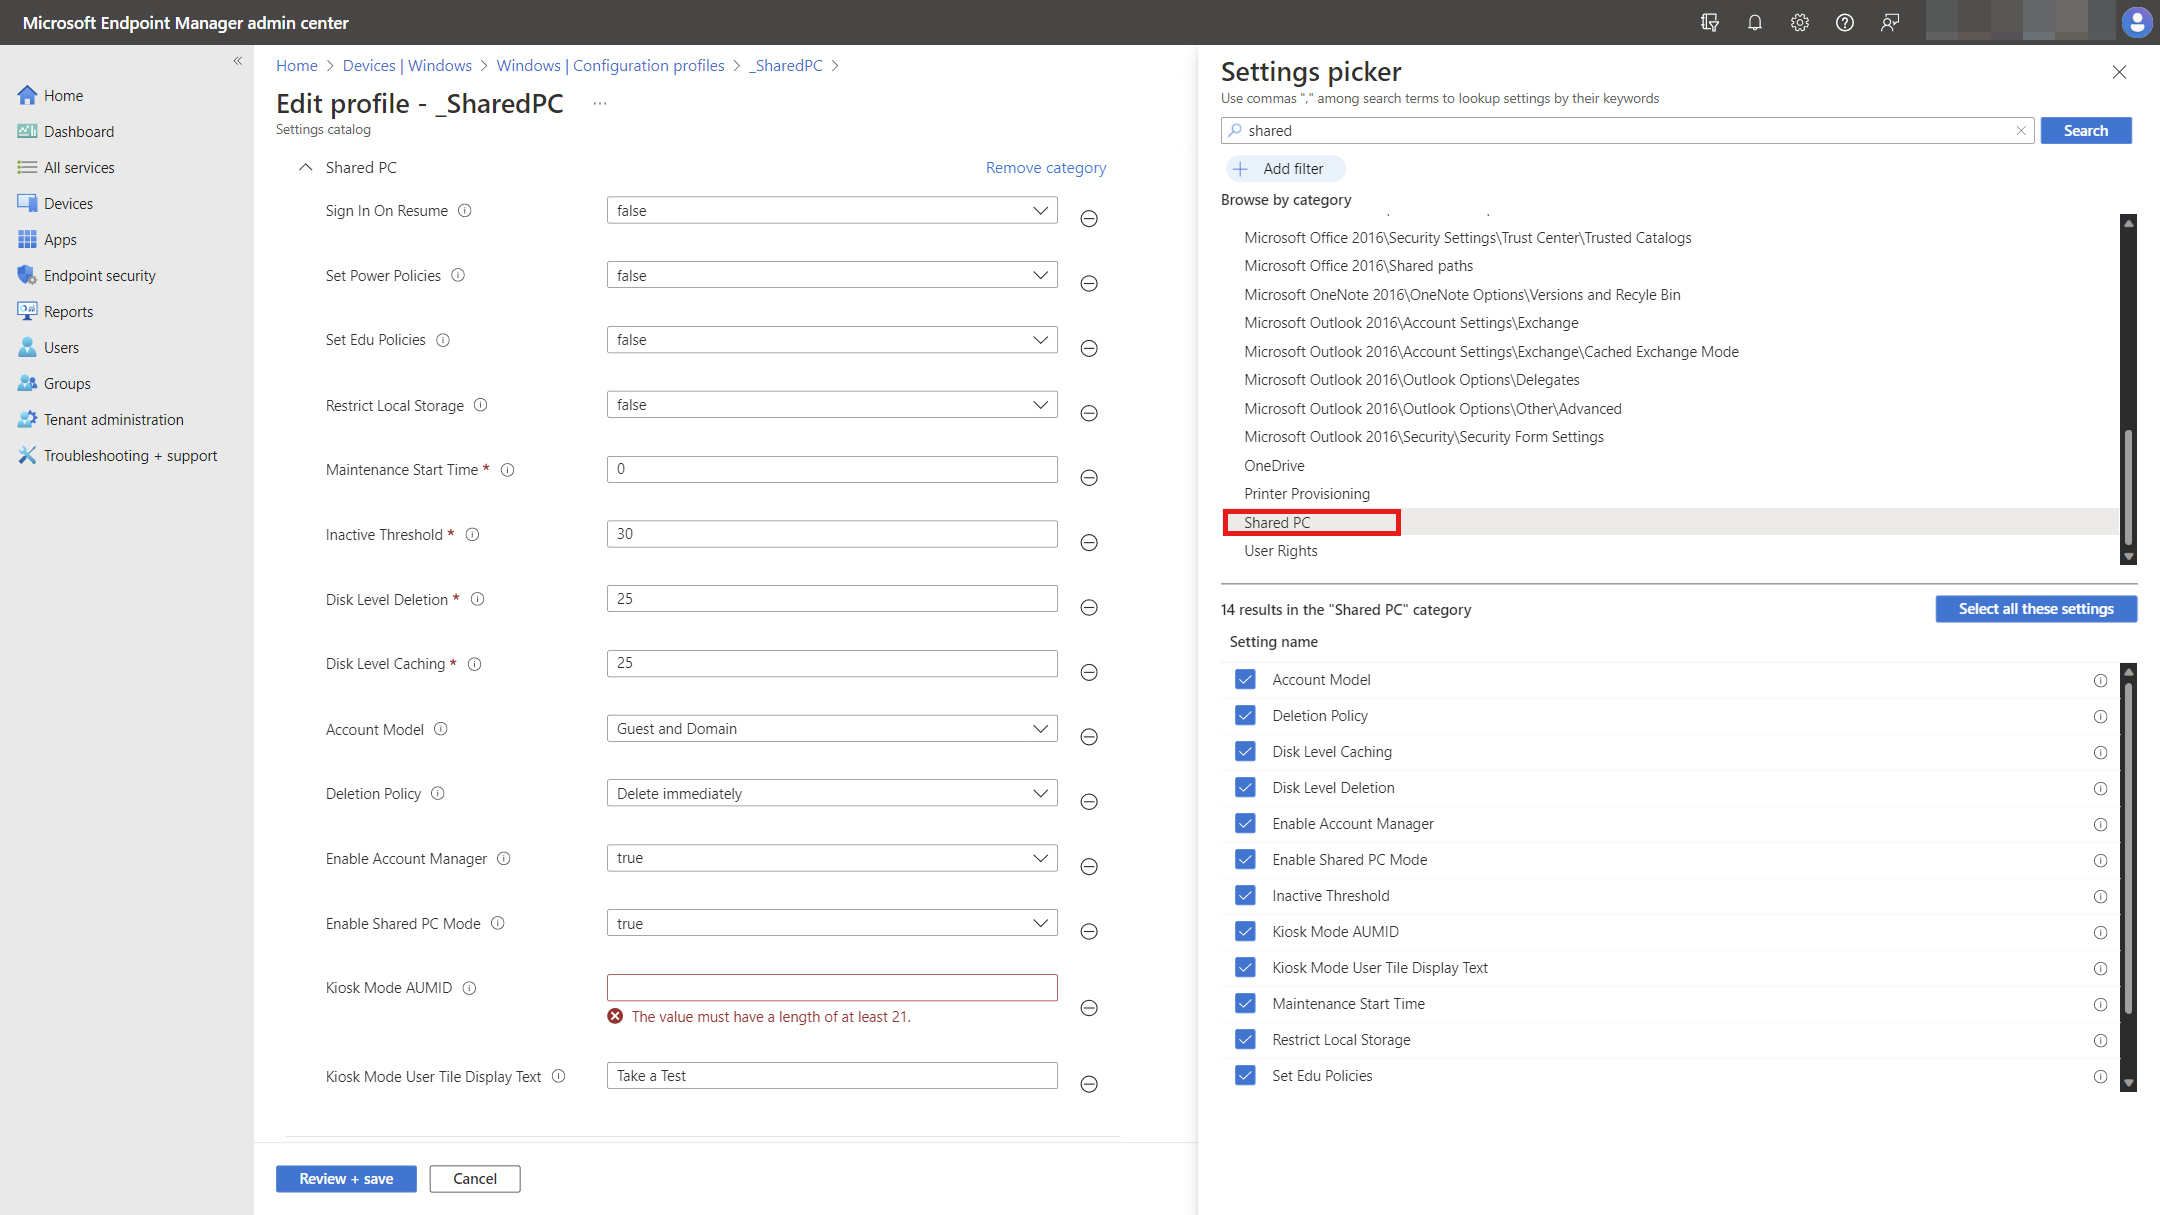 Microsoft Endpoint Manager admin center
«
Home
Dashboard
All services
Devices
Apps
Endpoint security
Reports
Users
Groups
Tenant administration
Troubleshooting + support
Home > Devices | Windows > Windows | Configuration profiles > _SharedPC >
Edit profile - _SharedPC ...
Settings catalog
Shared PC
Remove category
Sign In On Resume
false
Set Power Policies
false
Set Edu Policies
false
Restrict Local Storage
false
Maintenance Start Time *
0
Inactive Threshold *
30
Disk Level Deletion *
25
Disk Level Caching *
25
Account Model
Guest and Domain
Deletion Policy
Delete immediately
Enable Account Manager
true
Enable Shared PC Mode
true
Kiosk Mode AUMID
The value must have a length of at least 21.
Kiosk Mode User Tile Display Text
Take a Test
Review + save
Cancel
Settings picker
Use commas "," among search terms to lookup settings by their keywords
shared
Search
+ Add filter
Browse by category
Microsoft Office 2016\Security Settings\Trust Center\Trusted Catalogs
Microsoft Office 2016\Shared paths
Microsoft OneNote 2016\OneNote Options\Versions and Recyle Bin
Microsoft Outlook 2016\Account Settings\Exchange
Microsoft Outlook 2016\Account Settings\Exchange\Cached Exchange Mode
Microsoft Outlook 2016\Outlook Options\Delegates
Microsoft Outlook 2016\Outlook Options\Other\Advanced
Microsoft Outlook 2016\Security\Security Form Settings
OneDrive
Printer Provisioning
Shared PC
User Rights
14 results in the "Shared PC" category
Select all these settings
Setting name
Account Model
Deletion Policy
Disk Level Caching
Disk Level Deletion
Enable Account Manager
Enable Shared PC Mode
Inactive Threshold
Kiosk Mode AUMID
Kiosk Mode User Tile Display Text
Maintenance Start Time
Restrict Local Storage
Set Edu Policies